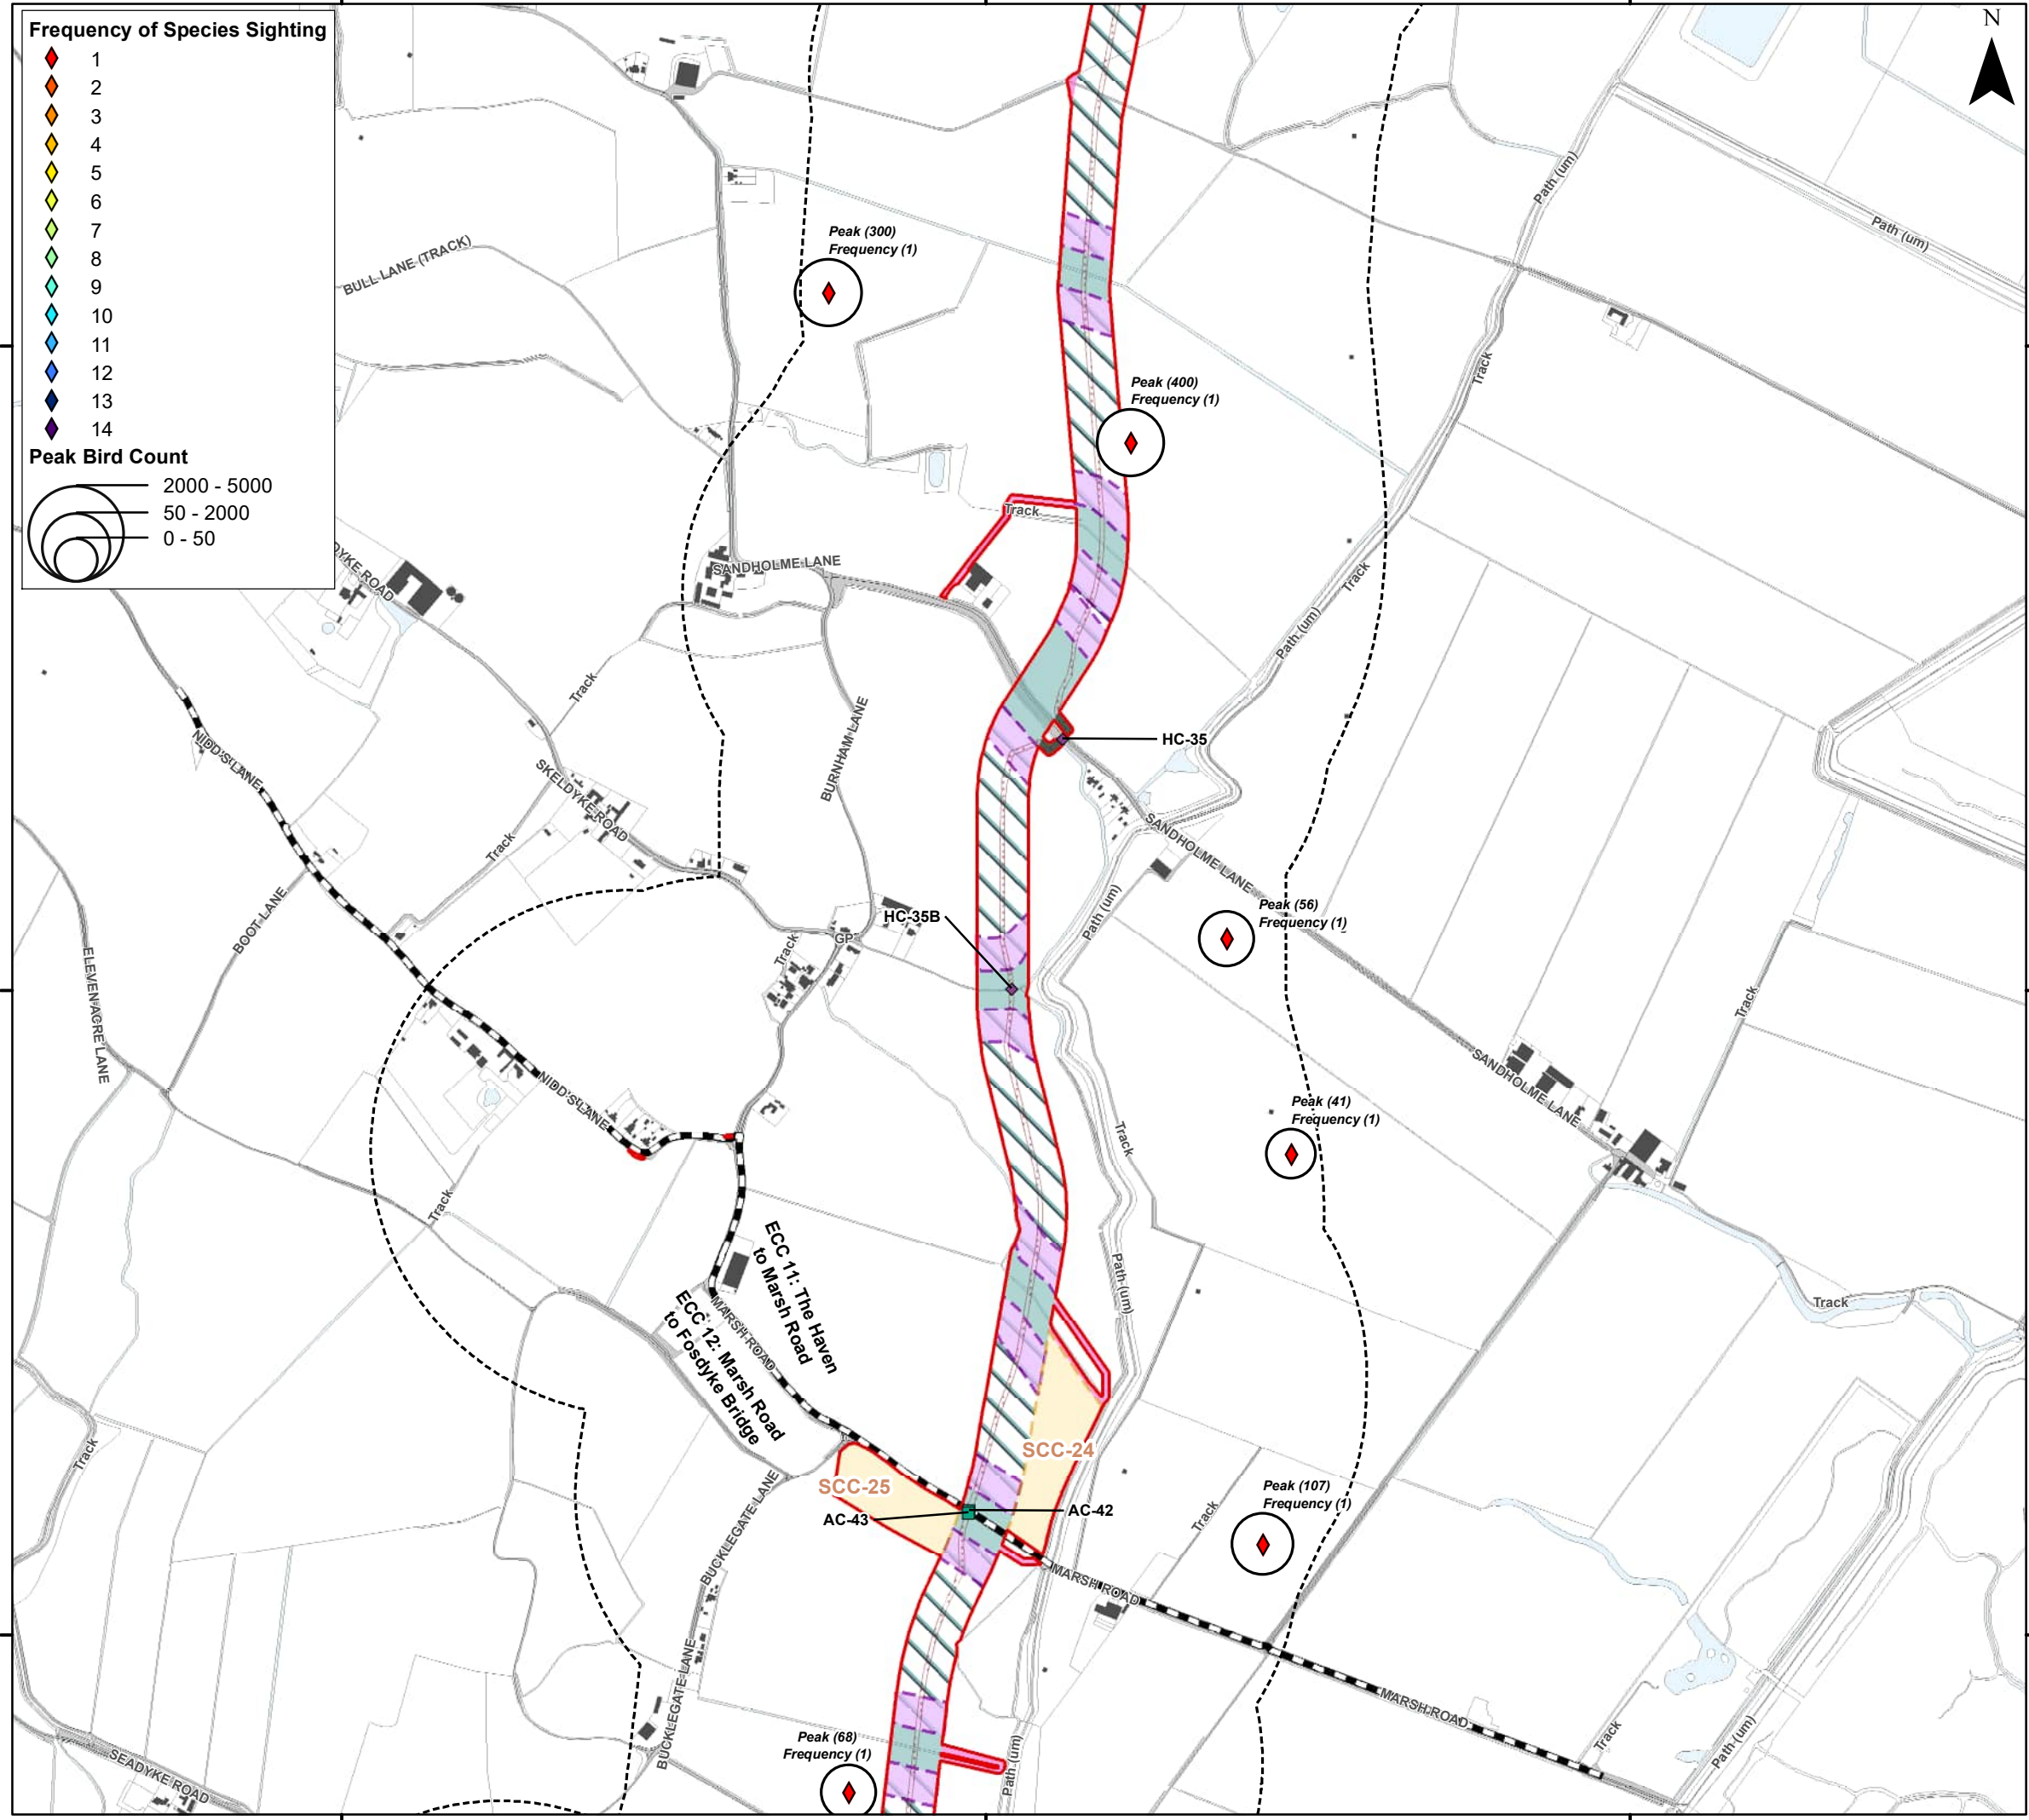 Frequency of Species Sighting
1
2
3
4
5
6
7
8
9
10
11
12
13
14
Peak Bird Count
2000 - 5000
50 - 2000
0 - 50
N
Path (um)
Path (um)
BULL LANE (TRACK)
Peak (300)
Frequency (1)
Track
Peak (400)
Frequency (1)
Track
DYKE ROAD
SANDHOLME LANE
Track
Path (um)
Track
BURNHAM LANE
NIDD'S LANE
HC-35
SKELDYKE ROAD
Track
SANDHOLME LANE
BOOT LANE
HC-35B
Path (um)
Peak (56)
Frequency (1)
GP
Track
ELEVEN ACRE LANE
Track
SANDHOLME LANE
NIDD'S LANE
Peak (41)
Frequency (1)
Track
Track
ECC 11: The Haven
to Marsh Road
Path (um)
Track
MARSH ROAD
ECC 12: Marsh Road
to Fosdyke Bridge
Track
SCC-24
SCC-25
AC-43
AC-42
Peak (107)
Frequency (1)
Track
BUCKLEGATE LANE
MARSH ROAD
BUCKLEGATE LANE
MARSH ROAD
Track
Path (um)
Peak (68)
Frequency (1)
Path (um)
SEADYKE ROAD